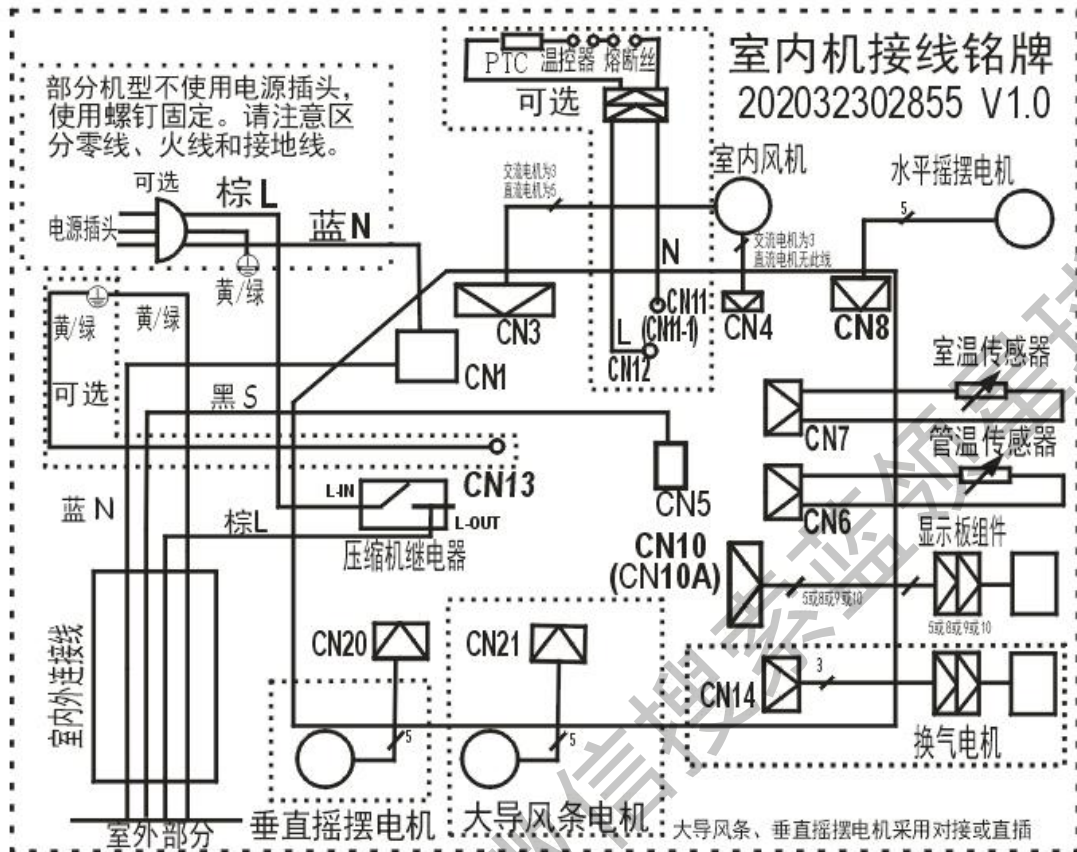 室内机接线铭牌
202032302855 V1.0
部分机型不使用电源插头,
使用螺钉固定。请注意区
分零线、火线和接地线。
可选
电源插头
棕L
蓝N
黄/绿
PTC 温控器 熔断丝
可选
交流电机为3
直流电机为5
室内风机
交流电机为3
直流电机无此线
水平摇摆电机
5
N
L
CN11
(CN11-1)
CN12
CN3
CN4
CN8
CN1
黄/绿
黄/绿
可选
黑 S
CN13
CN5
室温传感器
CN7
管温传感器
CN6
蓝 N
棕L
L-IN
L-OUT
压缩机继电器
CN10
(CN10A)
5或8或9或10
显示板组件
5或8或9或10
CN20
5
垂直摇摆电机
CN21
5
大导风条电机
CN14
3
换气电机
室内外连接线
室外部分
大导风条、垂直摇摆电机采用对接或直插
微信搜索蓝领星球